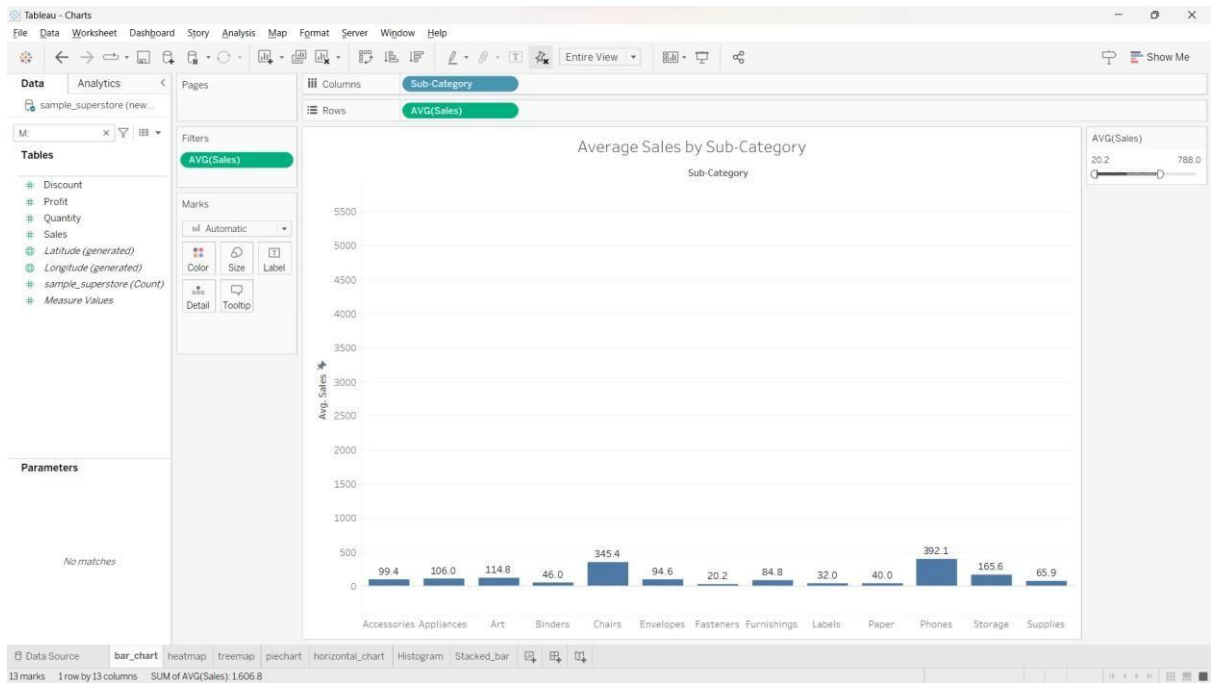 Tableau - Charts
File Data Worksheet Dashboard Story Analysis Map Format Server Window Help
Entire View
Show Me
Data Analytics
Pages
Columns Sub-Category
sample_superstore (new...
Rows AVG(Sales)
M:
Filters
AVG(Sales)
Tables
Discount
Profit
Quantity
Sales
Latitude (generated)
Longitude (generated)
sample_superstore (Count)
Measure Values
Marks
Automatic
Color Size Label
Detail Tooltip
Parameters
No matches
Average Sales by Sub-Category
Sub-Category
5500
5000
4500
4000
3500
3000
2500
2000
1500
1000
500
0
Avg. Sales
99.4 106.0 114.8 46.0 345.4 94.6 20.2 84.8 32.0 40.0 392.1 165.6 65.9
Accessories Appliances Art Binders Chairs Envelopes Fasteners Furnishings Labels Paper Phones Storage Supplies
AVG(Sales)
20.2 788.0
Data Source bar_chart heatmap treemap piechart horizontal_chart Histogram Stacked_bar
13 marks 1 row by 13 columns SUM of AVG(Sales): 1,606.8